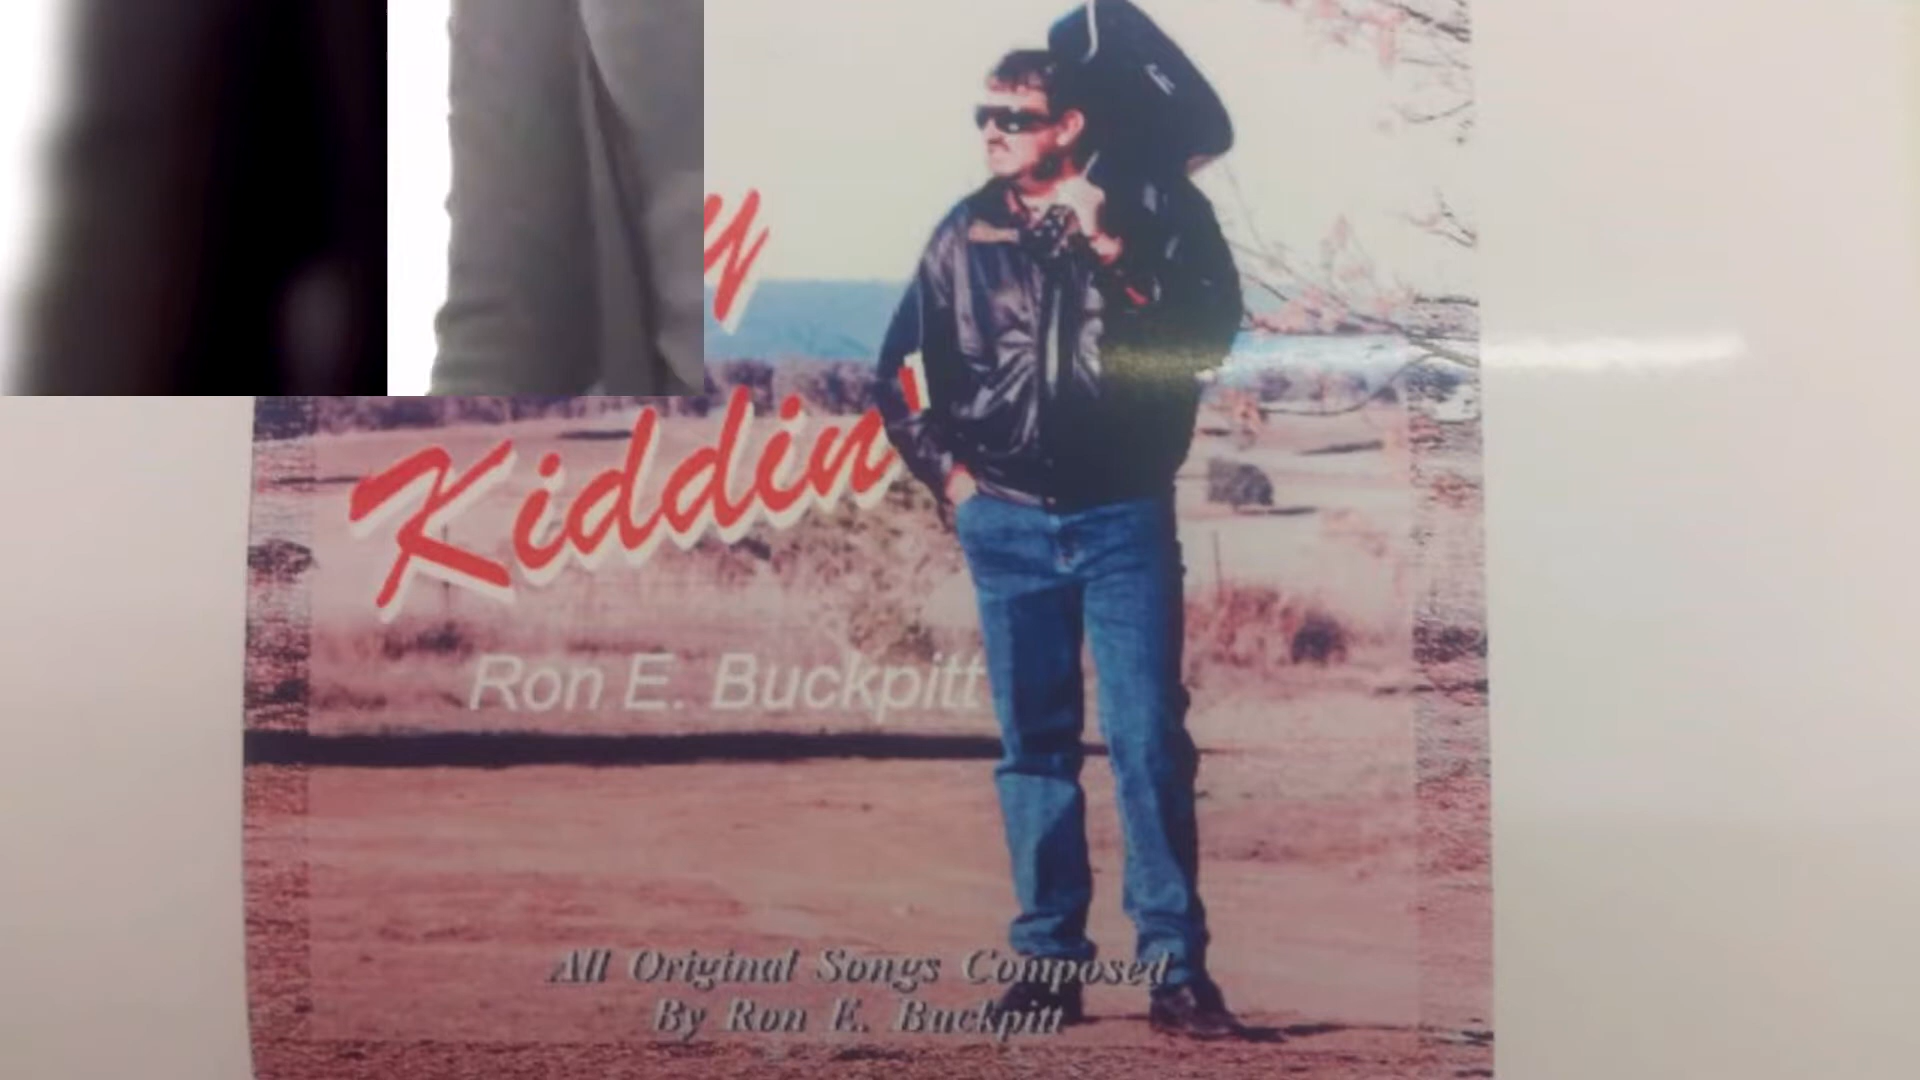 y
Kiddin'
Ron E. Buckpitt
All Original Songs Composed
By Ron E. Buckpitt